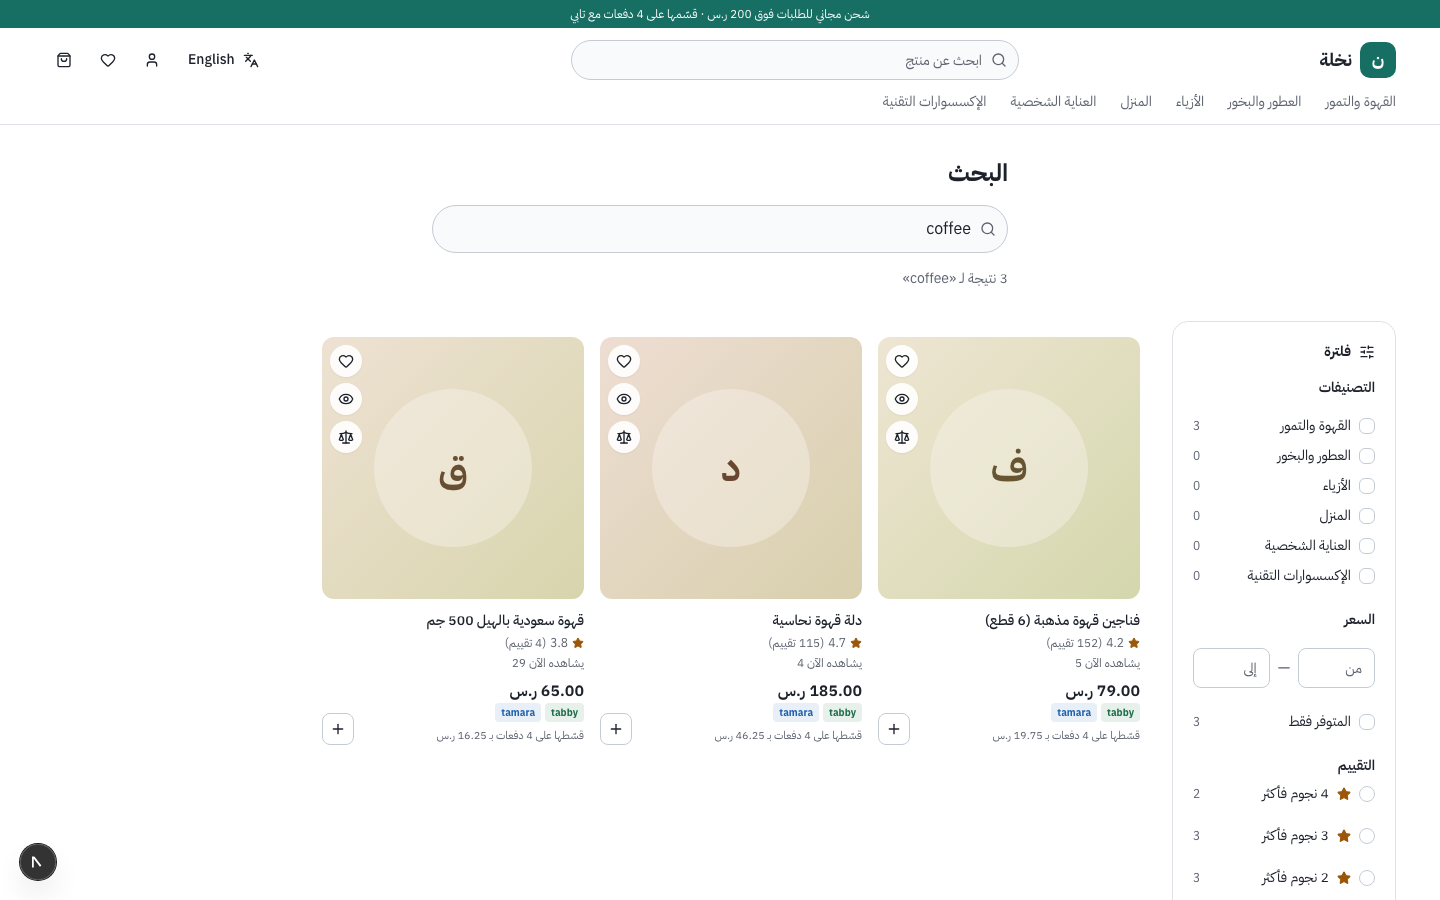 شحن مجاني للطلبات فوق 200 ر.س · قسّمها على 4 دفعات مع تابي
ن نخلة
ابحث عن منتج
English
القهوة والتمور العطور والبخور الأزياء المنزل العناية الشخصية الإكسسوارات التقنية
البحث
coffee
3 نتيجة لـ «coffee»
فلترة
التصنيفات
القهوة والتمور 3
العطور والبخور 0
الأزياء 0
المنزل 0
العناية الشخصية 0
الإكسسوارات التقنية 0
السعر
من — إلى
المتوفر فقط 3
التقييم
4 نجوم فأكثر 2
3 نجوم فأكثر 3
2 نجوم فأكثر 3
ف
فناجين قهوة مذهبة (6 قطع)
4.2 (152 تقييم)
يشاهده الآن 5
79.00 ر.س
tabby tamara
قسّطها على 4 دفعات بـ 19.75 ر.س
د
دلة قهوة نحاسية
4.7 (115 تقييم)
يشاهده الآن 4
185.00 ر.س
tabby tamara
قسّطها على 4 دفعات بـ 46.25 ر.س
ق
قهوة سعودية بالهيل 500 جم
3.8 (4 تقييم)
يشاهده الآن 29
65.00 ر.س
tabby tamara
قسّطها على 4 دفعات بـ 16.25 ر.س